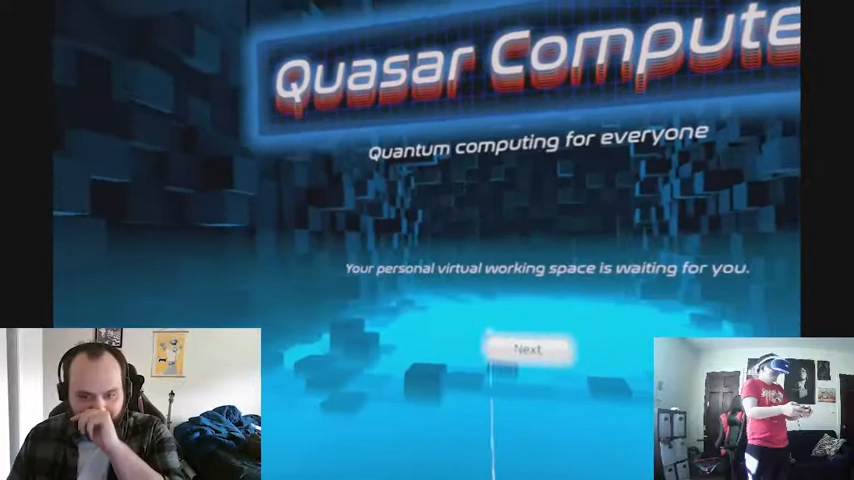 Quasar Compute
Quantum computing for everyone
Your personal virtual working space is waiting for you.
Next